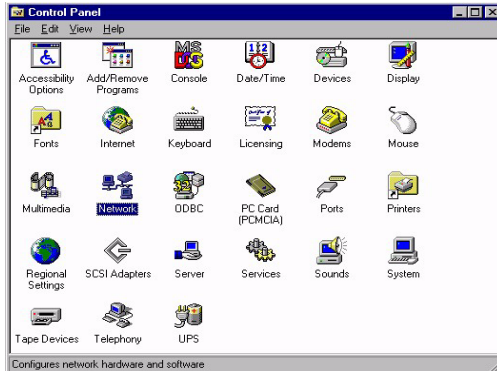 Control Panel
File Edit View Help
Accessibility Options
Add/Remove Programs
Console
Date/Time
Devices
Display
Fonts
Internet
Keyboard
Licensing
Modems
Mouse
Multimedia
Network
ODBC
PC Card (PCMCIA)
Ports
Printers
Regional Settings
SCSI Adapters
Server
Services
Sounds
System
Tape Devices
Telephony
UPS
Configures network hardware and software